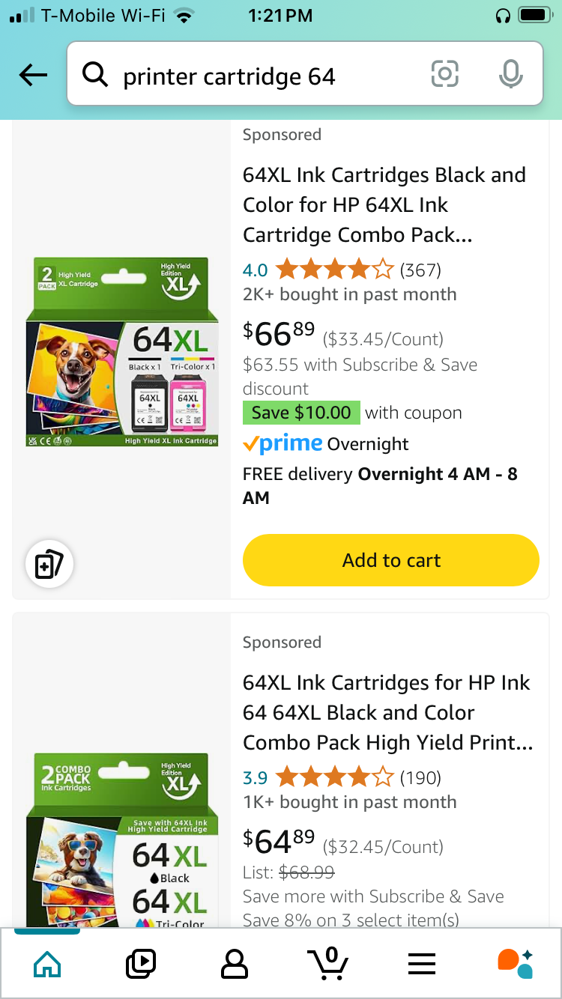 T-Mobile Wi-Fi 1:21 PM
printer cartridge 64
Sponsored
64XL Ink Cartridges Black and
Color for HP 64XL Ink
Cartridge Combo Pack...
4.0 (367)
2K+ bought in past month
$66.89 ($33.45/Count)
$63.55 with Subscribe & Save
discount
Save $10.00 with coupon
prime Overnight
FREE delivery Overnight 4 AM - 8
AM
Add to cart
2 PACK
High Yield
XL Cartridge
High Yield
Edition
XL
64XL
Black x 1 Tri-Color x 1
64XL 64XL
High Yield XL Ink Cartridge
Sponsored
64XL Ink Cartridges for HP Ink
64 64XL Black and Color
Combo Pack High Yield Print...
3.9 (190)
1K+ bought in past month
$64.89 ($32.45/Count)
List: $68.99
Save more with Subscribe & Save
Save 8% on 3 select item(s)
2 COMBO
PACK
Ink Cartridges
High Yield
Edition
XL
Save with 64XL Ink
High Yield Cartridge
64 XL
Black
64 XL
Tri-Color
0